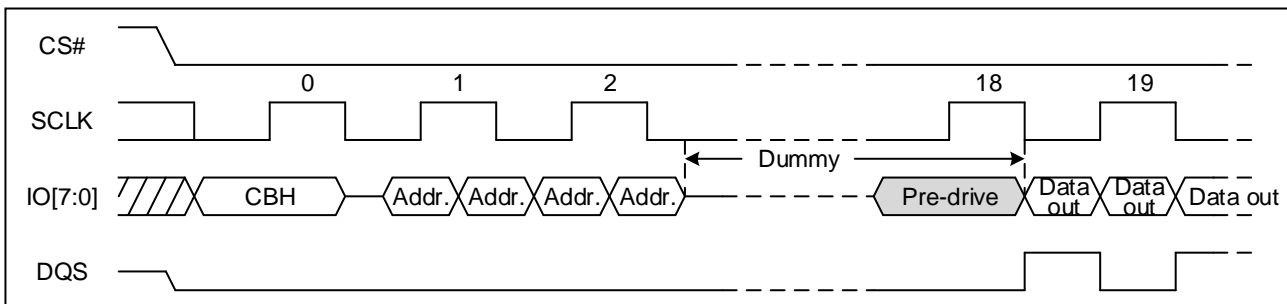 CS#
0 1 2 18 19
SCLK
Dummy
IO[7:0] CBH Addr. Addr. Addr. Addr. Pre-drive Data out Data out Data out
DQS